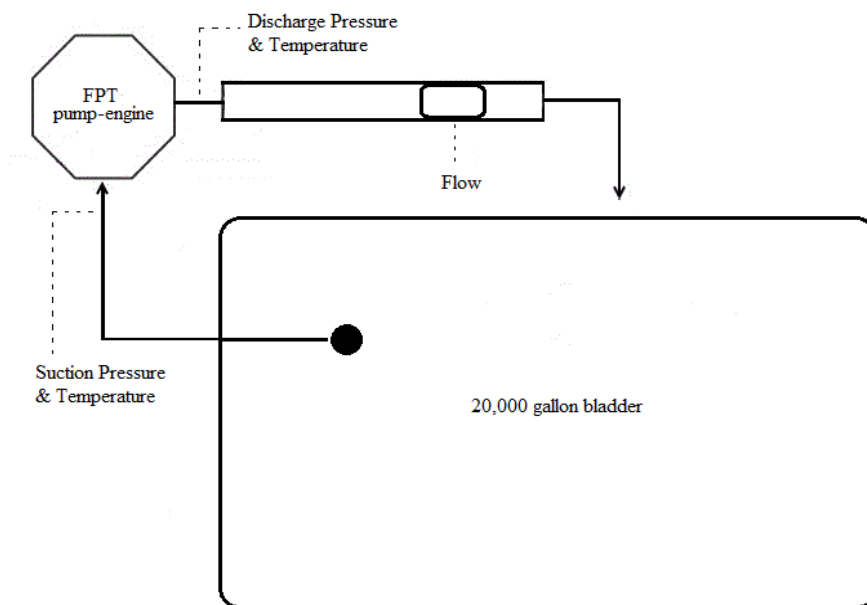 Discharge Pressure
& Temperature
FPT
pump-engine
Flow
Suction Pressure
& Temperature
20,000 gallon bladder